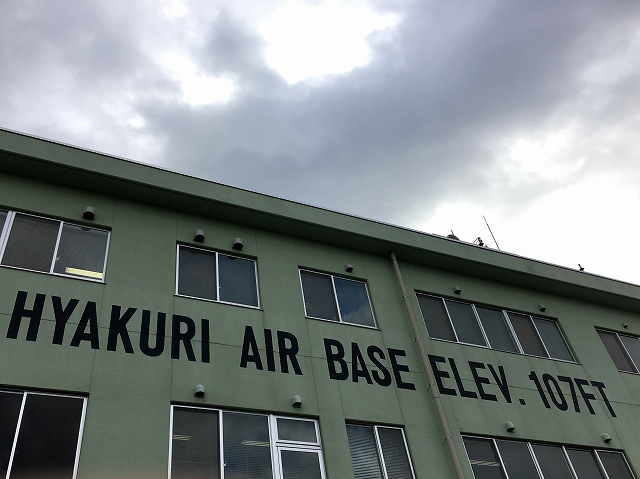 HYAKURI AIR BASE ELEV. 107FT